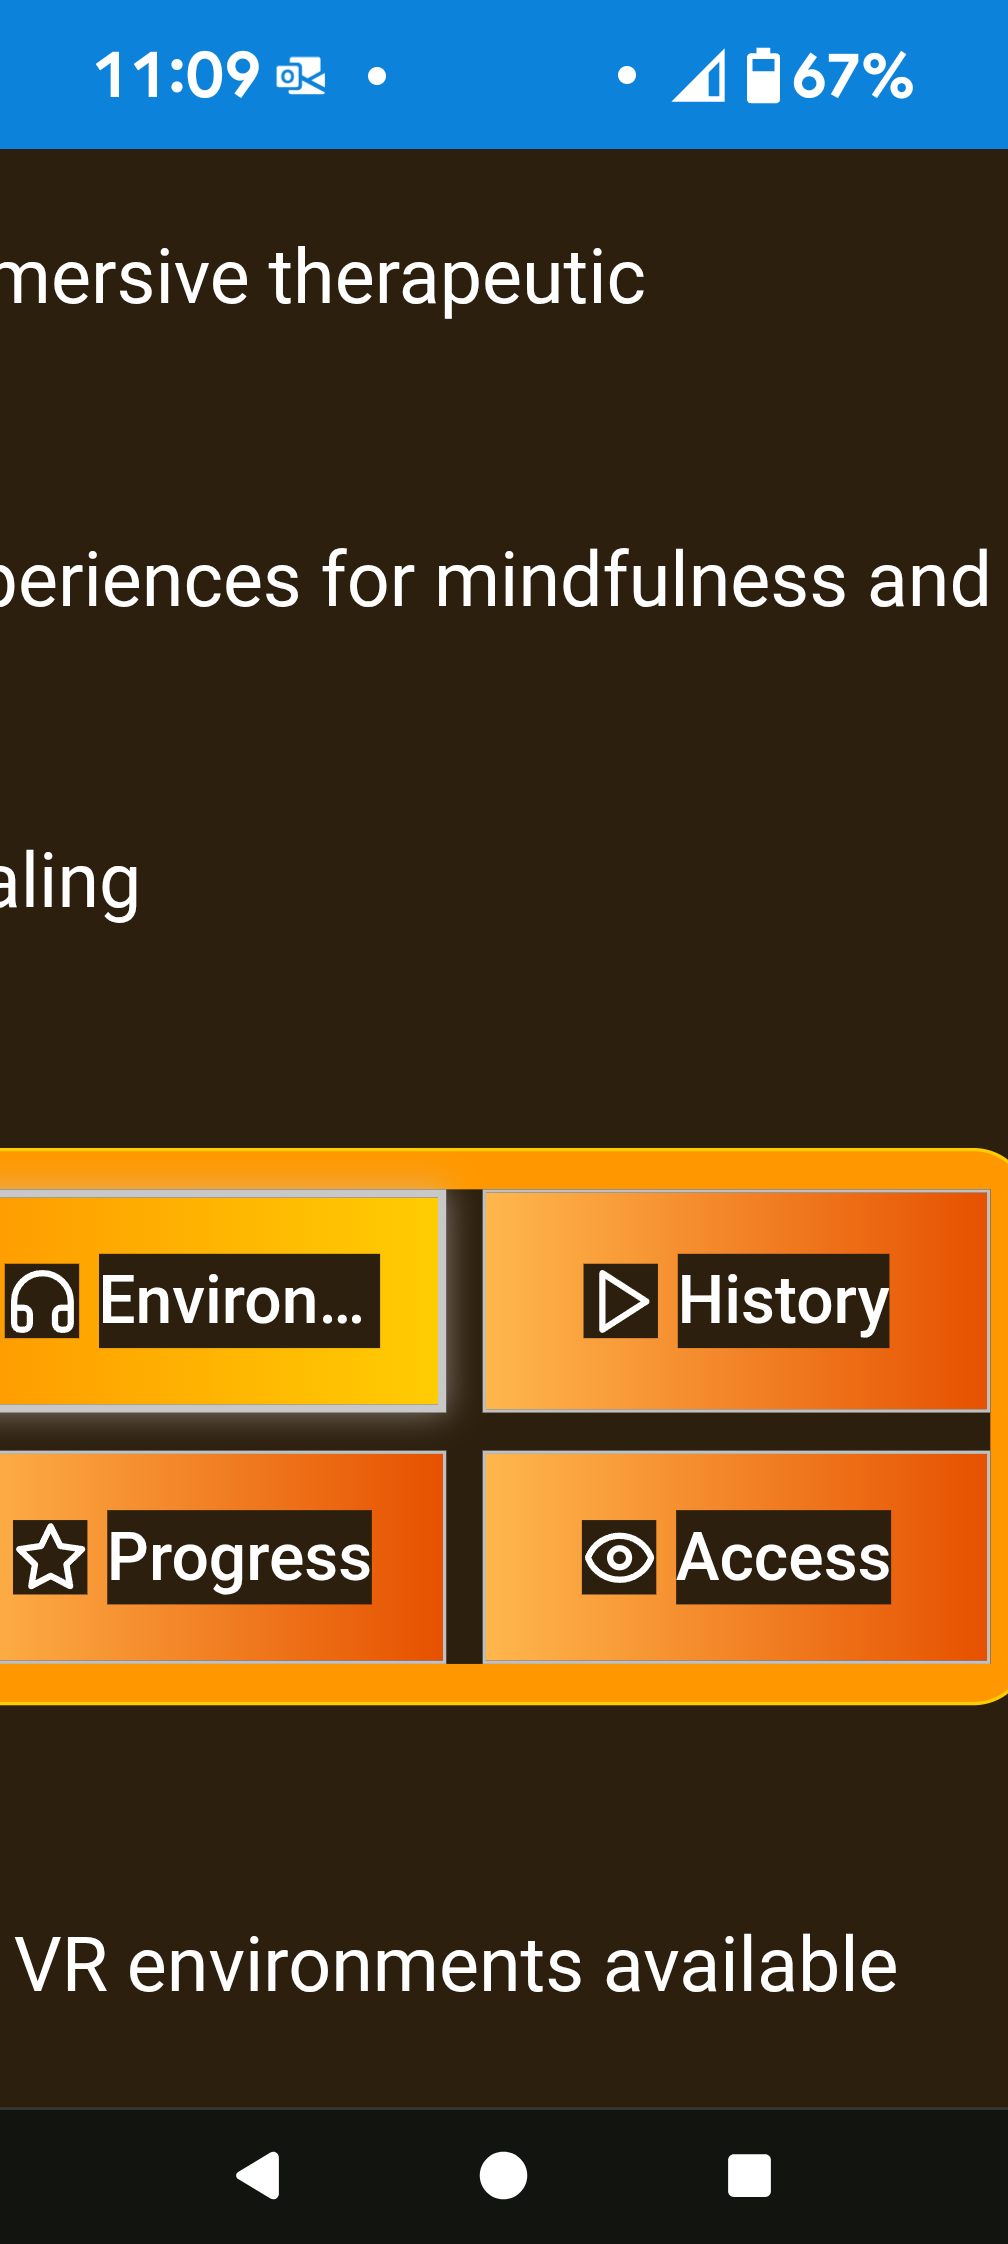 11:09 67%
mersive therapeutic
periences for mindfulness and
aling
Environ... History
Progress Access
VR environments available